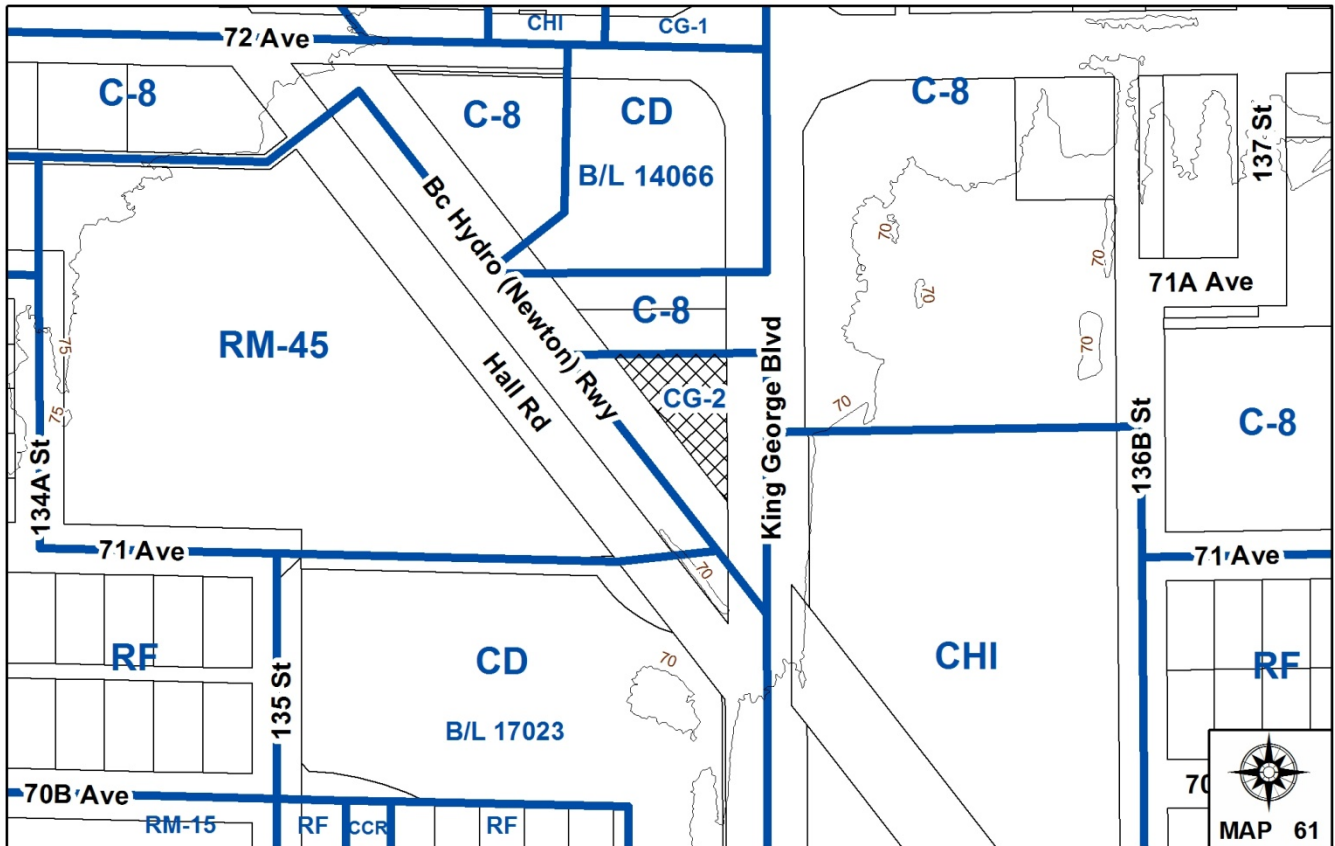 CHI
CG-1
72 Ave
C-8
C-8
CD
B/L 14066
C-8
137 St
Bc Hydro (Newton) Rwy
70
70
70
71A Ave
C-8
RM-45
75
70
Hall Rd
King George Blvd
CG-2
75
70
C-8
134A St
136B St
71 Ave
70
71 Ave
RF
CD
70
CHI
RF
135 St
B/L 17023
70B Ave
70
RM-15
RF
CCR
RF
MAP 61